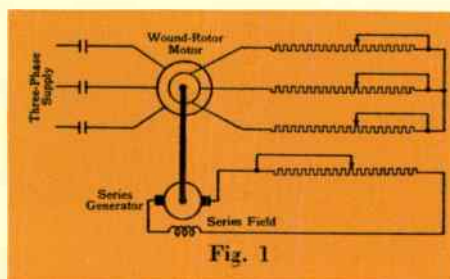 Wound-Rotor
Motor
Three-Phase
Supply
Series
Generator
Series Field
Fig. 1